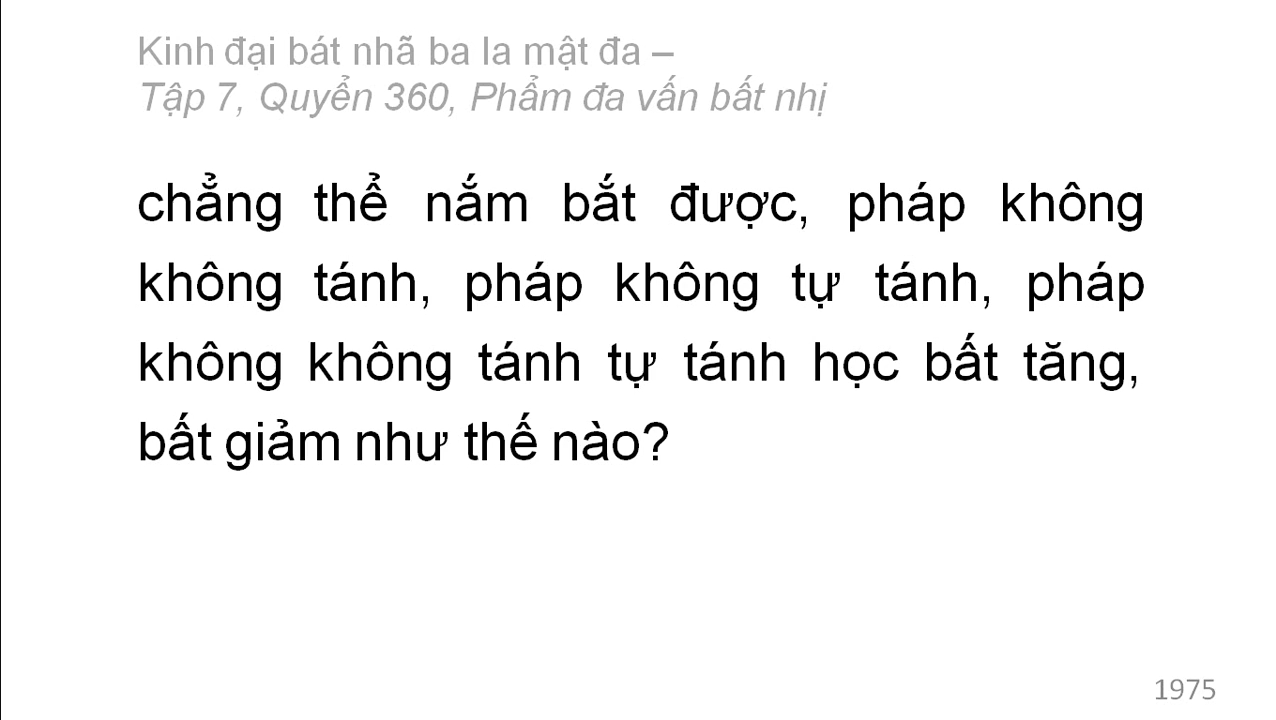 Kinh đại bát nhã ba la mật đa –
Tập 7, Quyển 360, Phẩm đa vấn bất nhị
chẳng thể nắm bắt được, pháp không
không tánh, pháp không tự tánh, pháp
không không tánh tự tánh học bất tăng,
bất giảm như thế nào?
1975